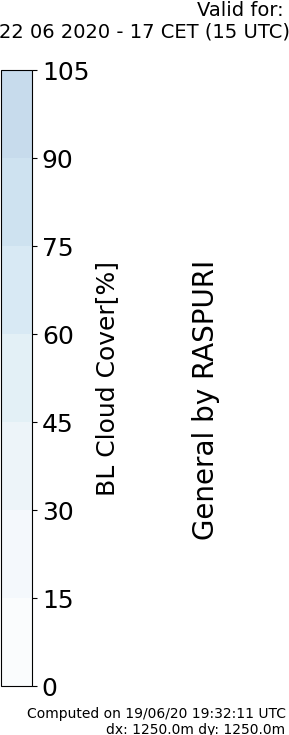 Valid for:
22 06 2020 - 17 CET (15 UTC)
105
90
75
60
45
30
15
0
BL Cloud Cover[%]
General by RASPURI
Computed on 19/06/20 19:32:11 UTC
dx: 1250.0m dy: 1250.0m